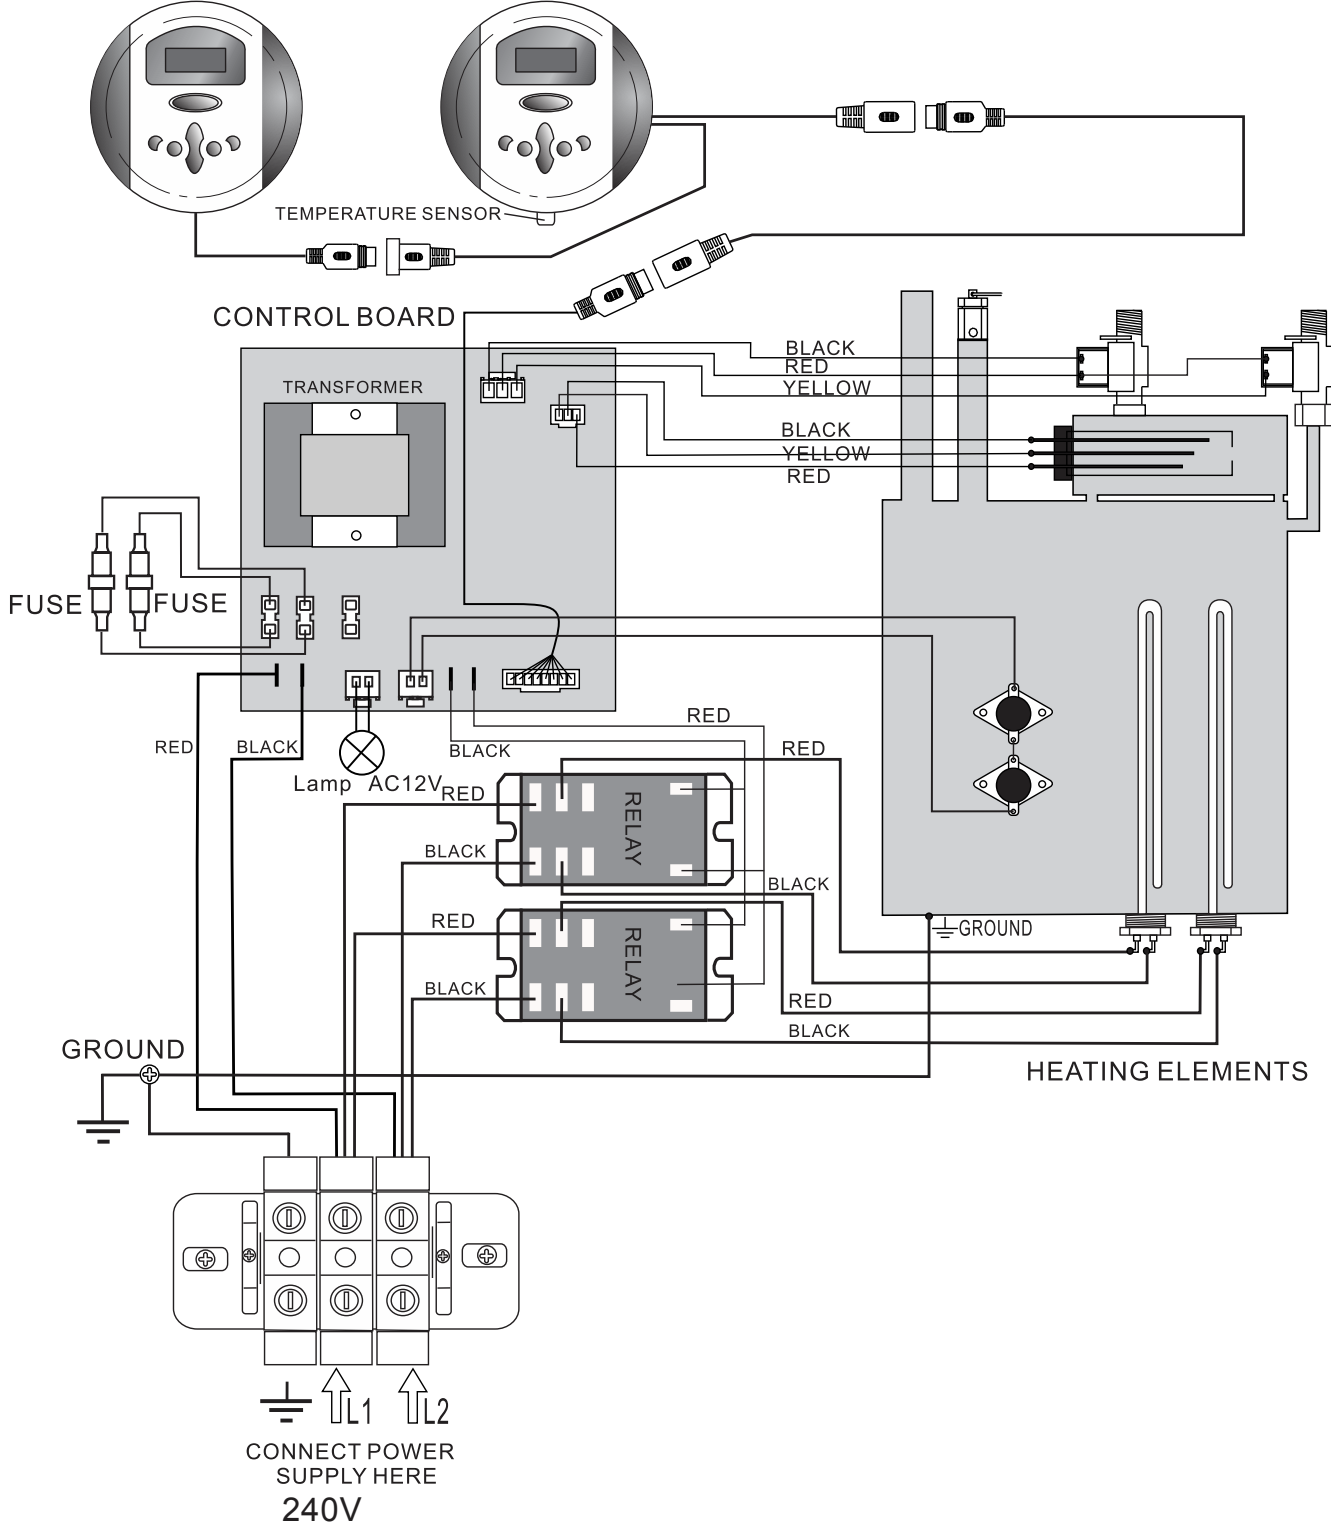 TEMPERATURE SENSOR
CONTROL BOARD
TRANSFORMER
BLACK
RED
YELLOW
BLACK
YELLOW
RED
FUSE
FUSE
RED
BLACK
Lamp AC12V
RED
BLACK
RED
RED
BLACK
RELAY
BLACK
RED
BLACK
RELAY
GROUND
RED
BLACK
HEATING ELEMENTS
GROUND
L1
L2
CONNECT POWER
SUPPLY HERE
240V